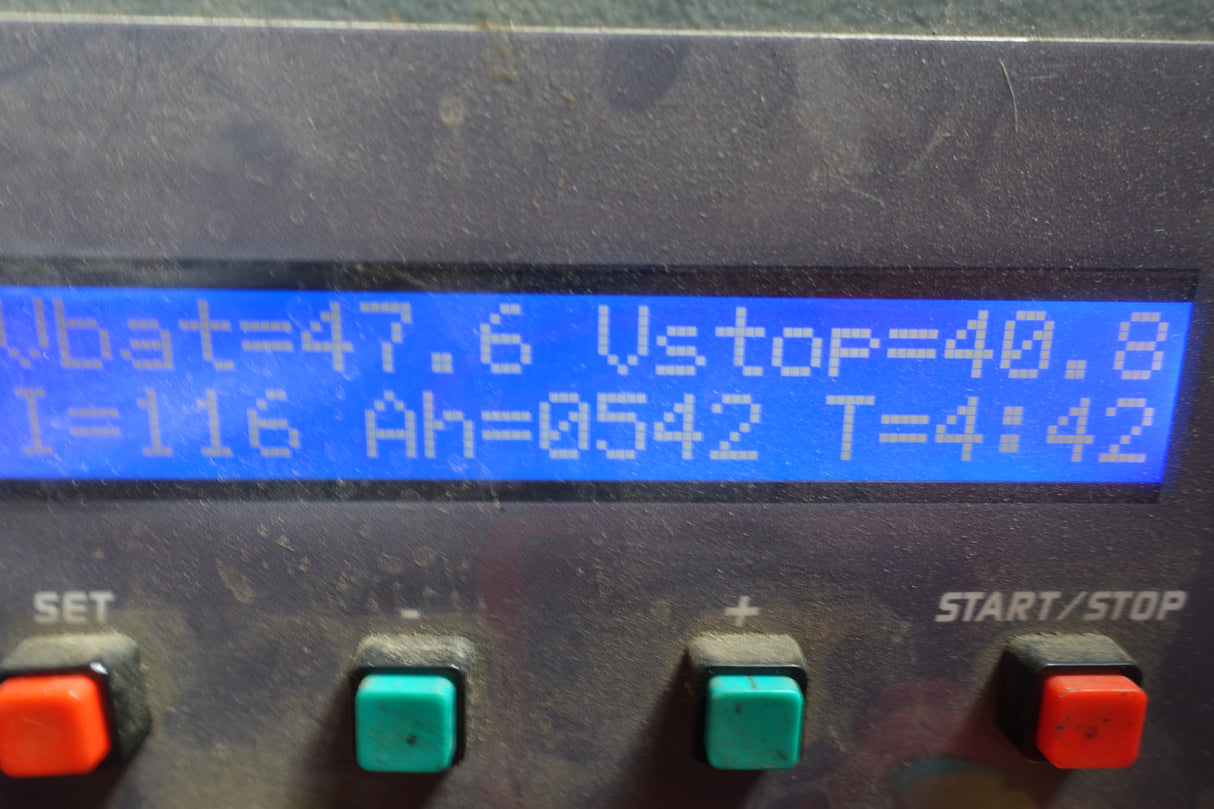 Vbat=47.6 Vstop=40.8
I=116 Ah=0542 T=4:42
SET - + START/STOP